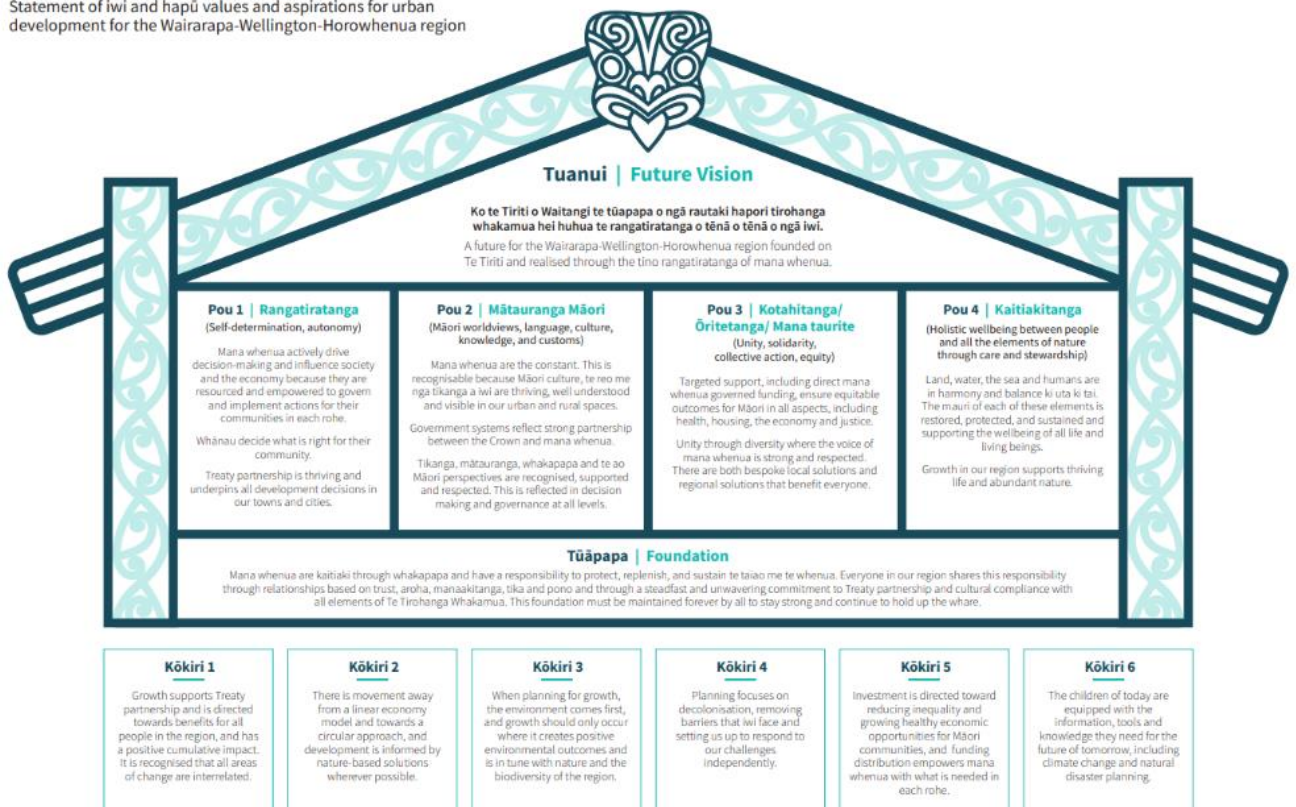 Statement of iwi and hapū values and aspirations for urban
development for the Wairarapa-Wellington-Horowhenua region
Tuanui | Future Vision
Ko te Tiriti o Waitangi te tūāpapa o ngā rautaki hapori tirohanga
whakamua hei huhua te rangatiratanga o tēnā o tēnā o ngā iwi.
A future for the Wairarapa-Wellington-Horowhenua region founded on
Te Tiriti and realised through the tino rangatiratanga of mana whenua.
Pou 1 | Rangatiratanga
(Self-determination, autonomy)
Mana whenua actively drive
decision-making and influence society
and the economy because they are
resourced and empowered to govern
and implement actions for their
communities in each rohe.
Whānau decide what is right for their
community.
Treaty partnership is thriving and
underpins all development decisions in
our towns and cities.
Pou 2 | Mātauranga Māori
(Māori worldviews, language, culture,
knowledge, and customs)
Mana whenua are the constant. This is
recognisable because Māori culture, te reo me
nga tikanga a iwi are thriving, well understood
and visible in our urban and rural spaces.
Government systems reflect strong partnership
between the Crown and mana whenua.
Tikanga, mātauranga, whakapapa and te ao
Māori perspectives are recognised, supported
and respected. This is reflected in decision
making and governance at all levels.
Pou 3 | Kotahitanga/
Ōritetanga/ Mana taurite
(Unity, solidarity,
collective action, equity)
Targeted support, including direct mana
whenua governed funding, ensure equitable
outcomes for Māori in all aspects, including
health, housing, the economy and justice.
Unity through diversity where the voice of
mana whenua is strong and respected.
There are both bespoke local solutions and
regional solutions that benefit everyone.
Pou 4 | Kaitiakitanga
(Holistic wellbeing between people
and all the elements of nature
through care and stewardship)
Land, water, the sea and humans are
in harmony and balance ki uta ki tai.
The mauri of each of these elements is
restored, protected, and sustained and
supporting the wellbeing of all life and
living beings.
Growth in our region supports thriving
life and abundant nature.
Tūāpapa | Foundation
Mana whenua are kaitiaki through whakapapa and have a responsibility to protect, replenish, and sustain te taiao me te whenua. Everyone in our region shares this responsibility
through relationships based on trust, aroha, manaakitanga, tika and pono and through a steadfast and unwavering commitment to Treaty partnership and cultural compliance with
all elements of Te Tirohanga Whakamua. This foundation must be maintained forever by all to stay strong and continue to hold up the whare.
Kōkiri 1
Growth supports Treaty
partnership and is directed
towards benefits for all
people in the region, and has
a positive cumulative impact.
It is recognised that all areas
of change are interrelated.
Kōkiri 2
There is movement away
from a linear economy
model and towards a
circular approach, and
development is informed by
nature-based solutions
wherever possible.
Kōkiri 3
When planning for growth,
the environment comes first,
and growth should only occur
where it creates positive
environmental outcomes and
is in tune with nature and the
biodiversity of the region.
Kōkiri 4
Planning focuses on
decolonisation, removing
barriers that iwi face and
setting us up to respond to
our challenges
independently.
Kōkiri 5
Investment is directed toward
reducing inequality and
growing healthy economic
opportunities for Māori
communities, and funding
distribution empowers mana
whenua with what is needed in
each rohe.
Kōkiri 6
The children of today are
equipped with the
information, tools and
knowledge they need for the
future of tomorrow, including
climate change and natural
disaster planning.